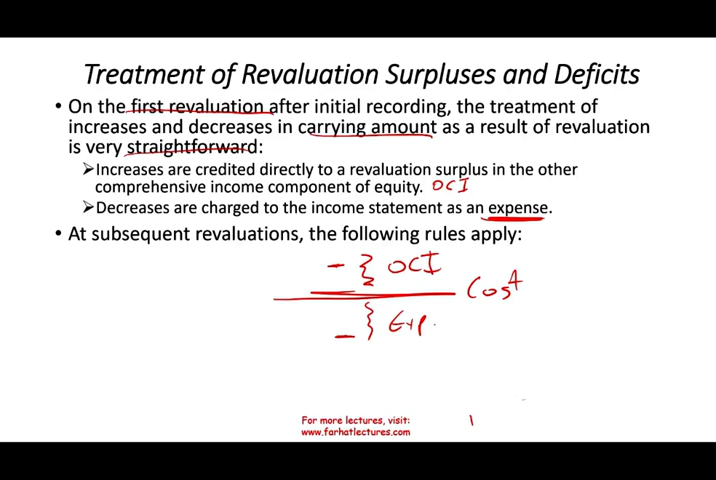 Treatment of Revaluation Surpluses and Deficits
• On the first revaluation after initial recording, the treatment of
increases and decreases in carrying amount as a result of revaluation
is very straightforward:
➢Increases are credited directly to a revaluation surplus in the other
comprehensive income component of equity. OCI
➢Decreases are charged to the income statement as an expense.
• At subsequent revaluations, the following rules apply:
- } OCI
Cost
- } Exp.
For more lectures, visit:
www.farhatlectures.com